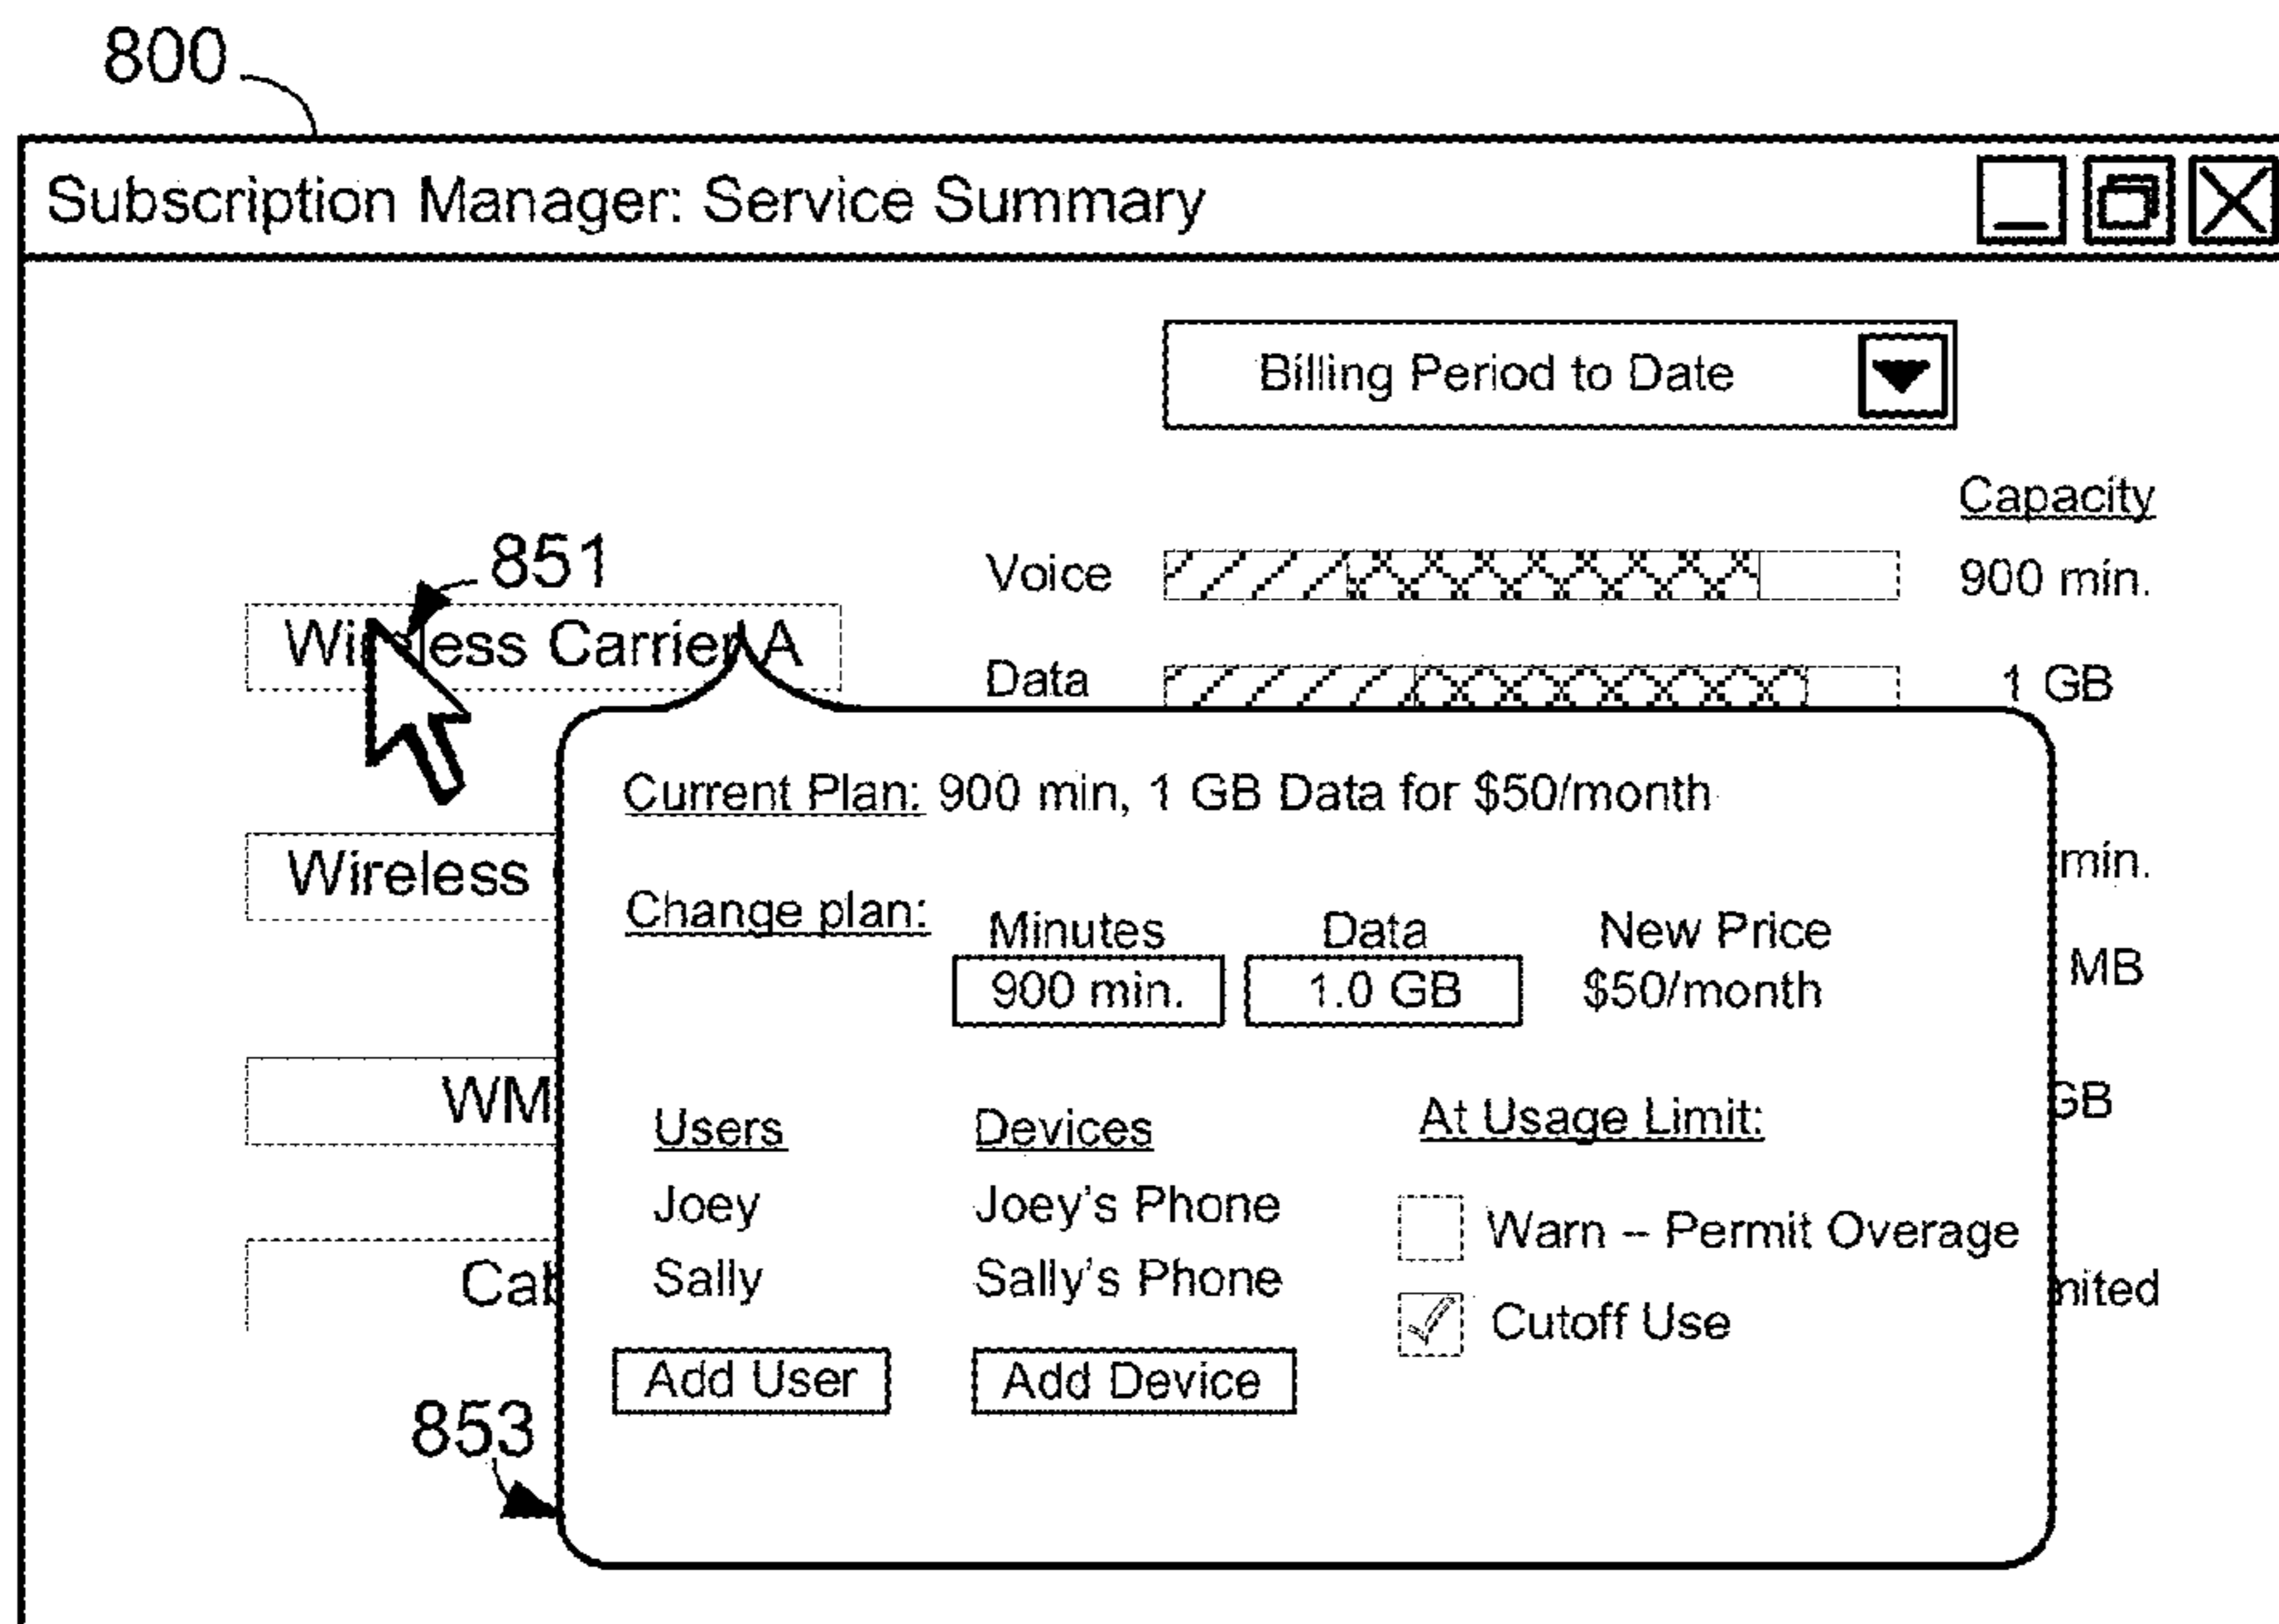 800
Subscription Manager: Service Summary
Billing Period to Date
Capacity
851
Voice 900 min.
Wireless Carrier A
Data 1 GB
Current Plan: 900 min, 1 GB Data for $50/month
Wireless min.
Change plan: Minutes Data New Price
900 min. 1.0 GB $50/month MB
WM GB
Users Devices At Usage Limit:
Joey Joey's Phone Warn -- Permit Overage
Sally Sally's Phone
Cutoff Use
Add User Add Device
853